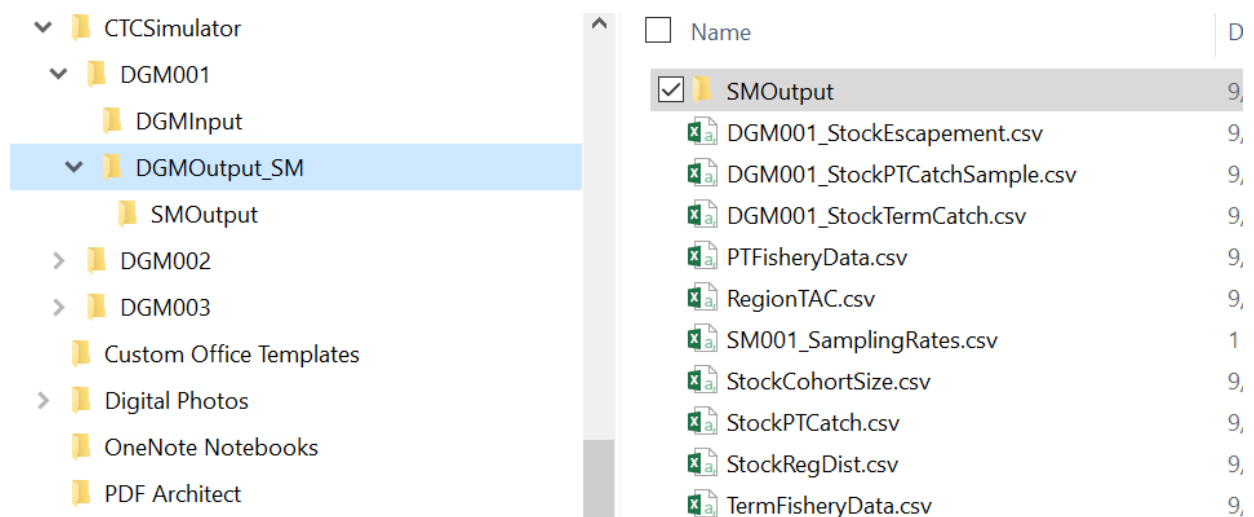 CTCSimulator
DGM001
DGMInput
DGMOutput_SM
SMOutput
DGM002
DGM003
Custom Office Templates
Digital Photos
OneNote Notebooks
PDF Architect
Name D
SMOutput 9/
DGM001_StockEscapement.csv 9/
DGM001_StockPTCatchSample.csv 9/
DGM001_StockTermCatch.csv 9/
PTFisheryData.csv 9/
RegionTAC.csv 9/
SM001_SamplingRates.csv 1
StockCohortSize.csv 9/
StockPTCatch.csv 9/
StockRegDist.csv 9/
TermFisheryData.csv 9/